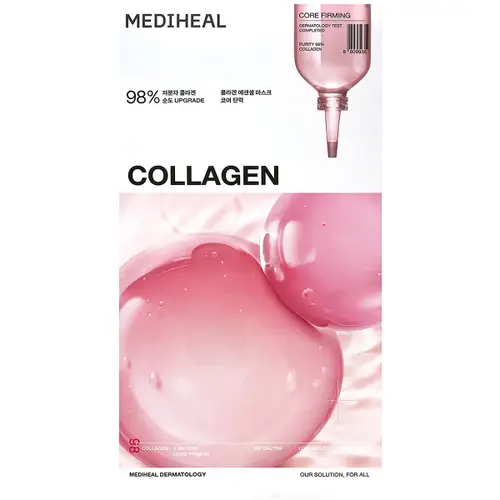 MEDIHEAL
CORE FIRMING
DERMATOLOGY TEST
COMPLETED
PURITY 98%
COLLAGEN
98%
저분자 콜라겐
순도 UPGRADE
콜라겐 에센셜 마스크
코어 탄력
COLLAGEN
98
COLLAGEN
MEDIHEAL DERMATOLOGY
OUR SOLUTION, FOR ALL